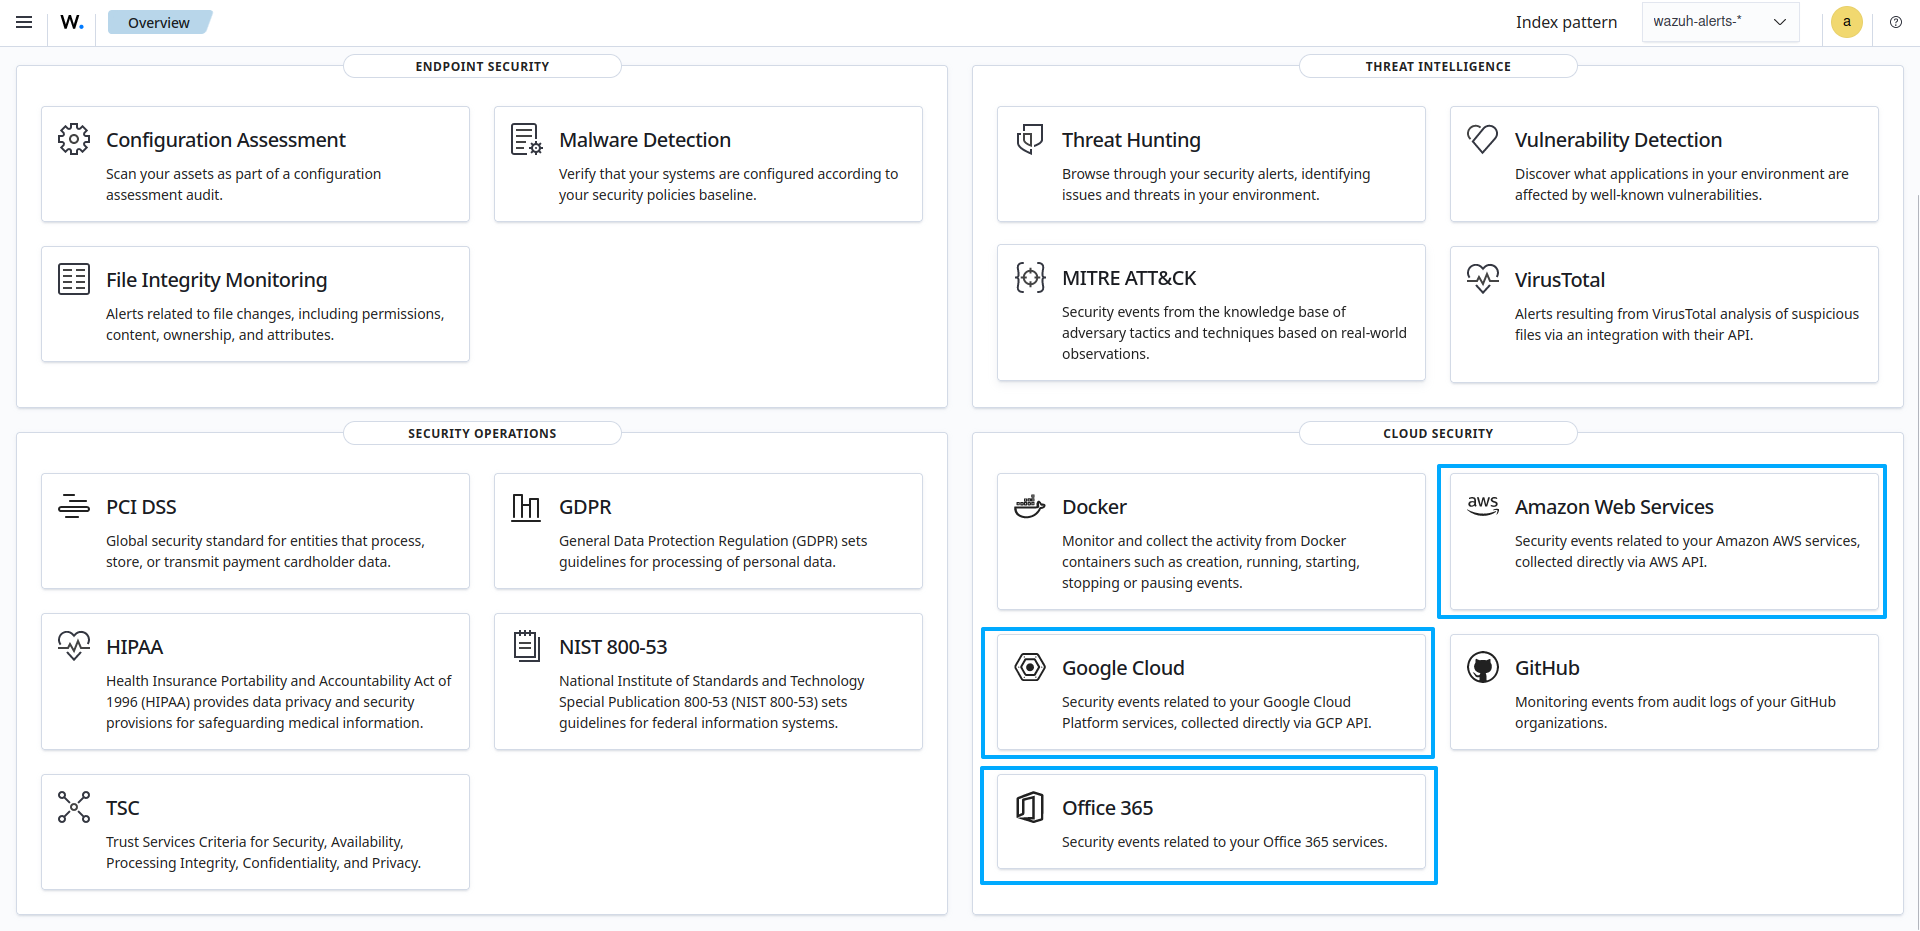 W.
Overview
Index pattern
wazuh-alerts-*
a
ENDPOINT SECURITY
Configuration Assessment
Scan your assets as part of a configuration
assessment audit.
Malware Detection
Verify that your systems are configured according to
your security policies baseline.
File Integrity Monitoring
Alerts related to file changes, including permissions,
content, ownership, and attributes.
THREAT INTELLIGENCE
Threat Hunting
Browse through your security alerts, identifying
issues and threats in your environment.
Vulnerability Detection
Discover what applications in your environment are
affected by well-known vulnerabilities.
MITRE ATT&CK
Security events from the knowledge base of
adversary tactics and techniques based on real-world
observations.
VirusTotal
Alerts resulting from VirusTotal analysis of suspicious
files via an integration with their API.
SECURITY OPERATIONS
PCI DSS
Global security standard for entities that process,
store, or transmit payment cardholder data.
GDPR
General Data Protection Regulation (GDPR) sets
guidelines for processing of personal data.
HIPAA
Health Insurance Portability and Accountability Act of
1996 (HIPAA) provides data privacy and security
provisions for safeguarding medical information.
NIST 800-53
National Institute of Standards and Technology
Special Publication 800-53 (NIST 800-53) sets
guidelines for federal information systems.
TSC
Trust Services Criteria for Security, Availability,
Processing Integrity, Confidentiality, and Privacy.
CLOUD SECURITY
Docker
Monitor and collect the activity from Docker
containers such as creation, running, starting,
stopping or pausing events.
aws
Amazon Web Services
Security events related to your Amazon AWS services,
collected directly via AWS API.
Google Cloud
Security events related to your Google Cloud
Platform services, collected directly via GCP API.
GitHub
Monitoring events from audit logs of your GitHub
organizations.
Office 365
Security events related to your Office 365 services.